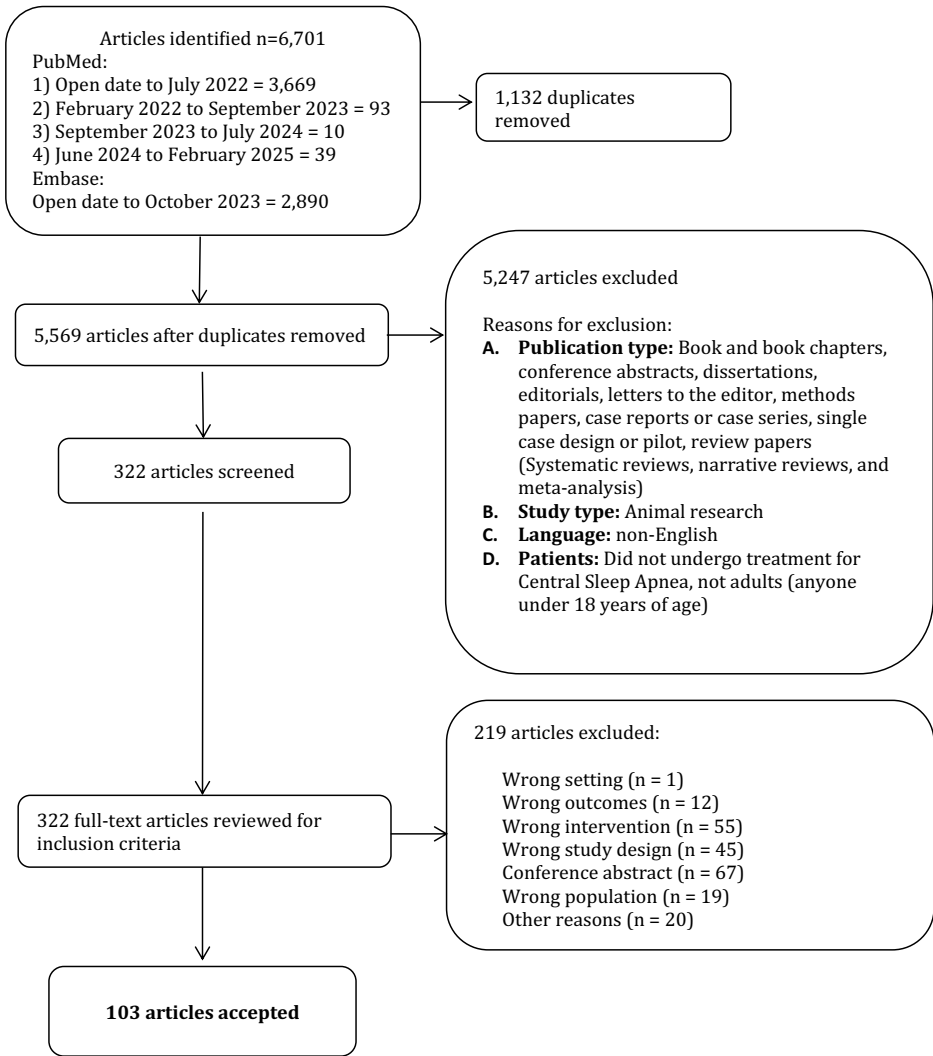 Articles identified n=6,701
PubMed:
1) Open date to July 2022 = 3,669
2) February 2022 to September 2023 = 93
3) September 2023 to July 2024 = 10
4) June 2024 to February 2025 = 39
Embase:
Open date to October 2023 = 2,890
1,132 duplicates
removed
5,569 articles after duplicates removed
5,247 articles excluded
Reasons for exclusion:
A. Publication type: Book and book chapters,
conference abstracts, dissertations,
editorials, letters to the editor, methods
papers, case reports or case series, single
case design or pilot, review papers
(Systematic reviews, narrative reviews, and
meta-analysis)
B. Study type: Animal research
C. Language: non-English
D. Patients: Did not undergo treatment for
Central Sleep Apnea, not adults (anyone
under 18 years of age)
322 articles screened
322 full-text articles reviewed for
inclusion criteria
219 articles excluded:
Wrong setting (n = 1)
Wrong outcomes (n = 12)
Wrong intervention (n = 55)
Wrong study design (n = 45)
Conference abstract (n = 67)
Wrong population (n = 19)
Other reasons (n = 20)
103 articles accepted